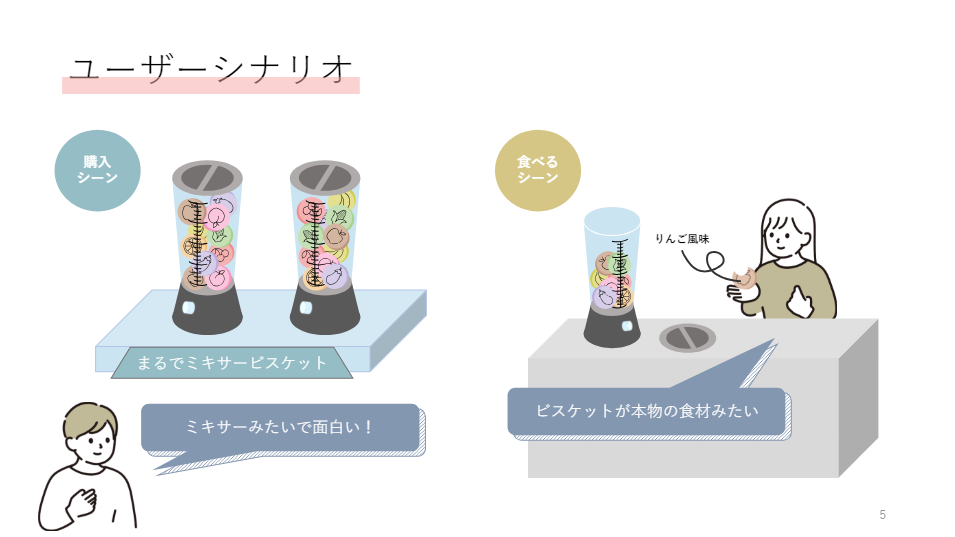 ユーザーシナリオ
購入
シーン
まるでミキサービスケット
ミキサーみたいで面白い！
食べる
シーン
りんご風味
ビスケットが本物の食材みたい
5